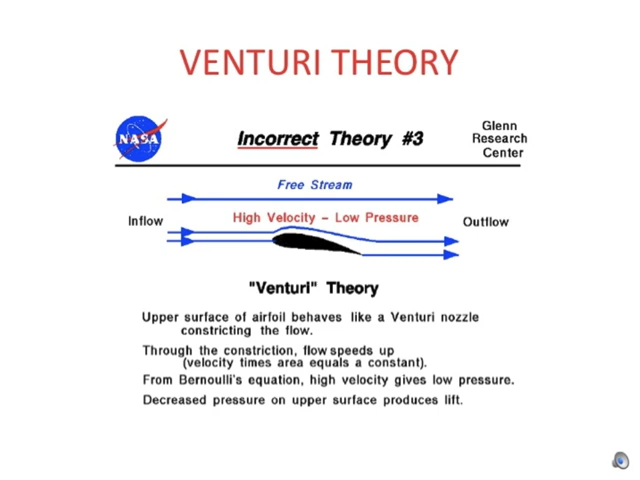 VENTURI THEORY
NASA
Incorrect Theory #3
Glenn
Research
Center
Free Stream
Inflow
High Velocity - Low Pressure
Outflow
"Venturi" Theory
Upper surface of airfoil behaves like a Venturi nozzle
constricting the flow.
Through the constriction, flow speeds up
(velocity times area equals a constant).
From Bernoulli's equation, high velocity gives low pressure.
Decreased pressure on upper surface produces lift.